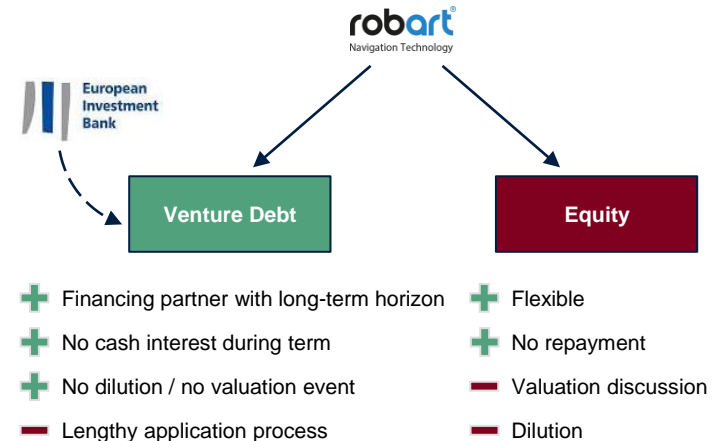 robart®
Navigation Technology
European
Investment
Bank
Venture Debt
Equity
Financing partner with long-term horizon
Flexible
No cash interest during term
No repayment
No dilution / no valuation event
Valuation discussion
Lengthy application process
Dilution